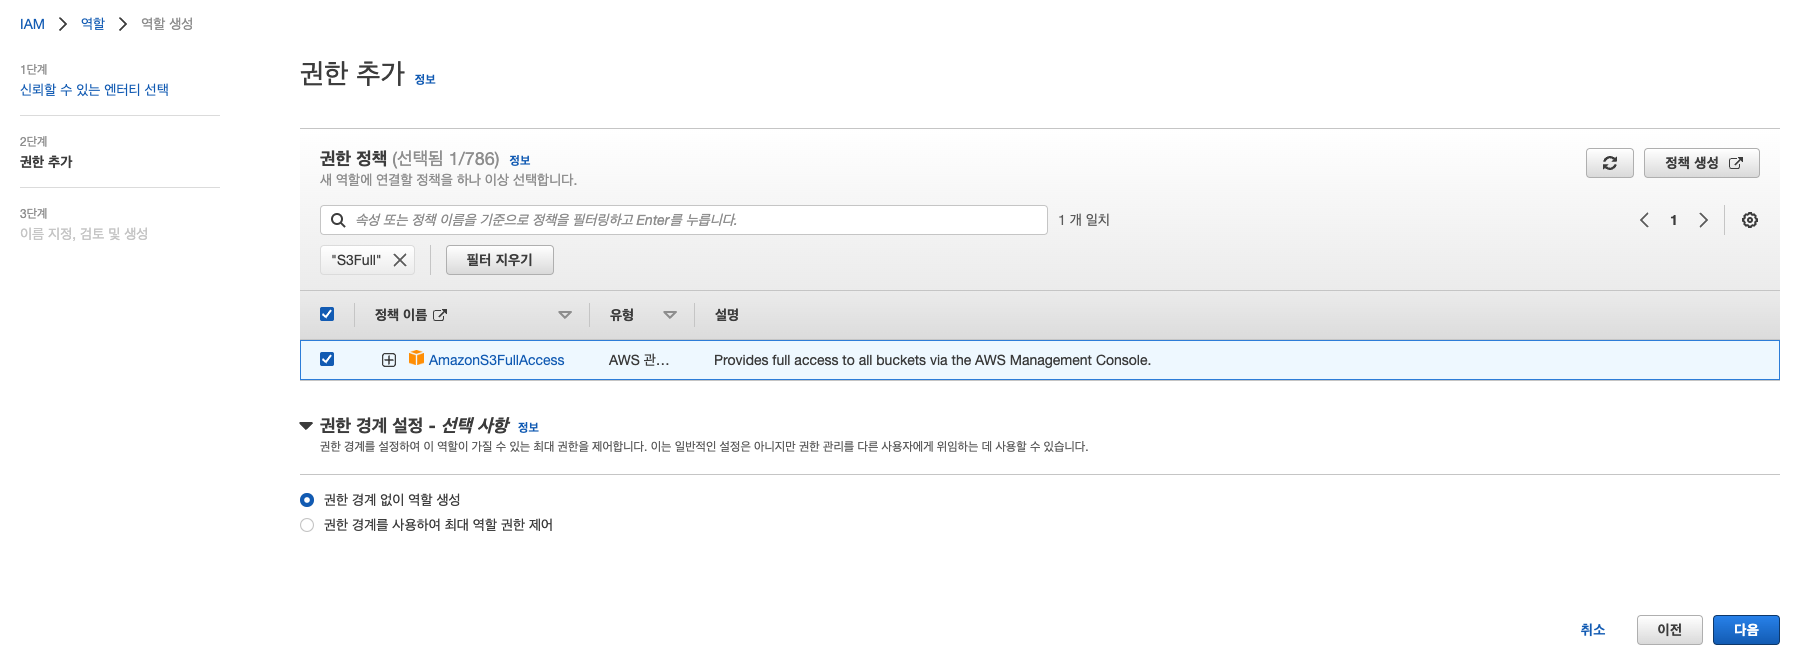 IAM > 역할 > 역할 생성
1단계
신뢰할 수 있는 엔터티 선택
2단계
권한 추가
3단계
이름 지정, 검토 및 생성
권한 추가 정보
권한 정책 (선택됨 1/786) 정보
새 역할에 연결할 정책을 하나 이상 선택합니다.
정책 생성
속성 또는 정책 이름을 기준으로 정책을 필터링하고 Enter를 누릅니다.
1 개 일치
1
"S3Full"
필터 지우기
정책 이름 유형 설명
AmazonS3FullAccess AWS 관... Provides full access to all buckets via the AWS Management Console.
권한 경계 설정 - 선택 사항 정보
권한 경계를 설정하여 이 역할이 가질 수 있는 최대 권한을 제어합니다. 이는 일반적인 설정은 아니지만 권한 관리를 다른 사용자에게 위임하는 데 사용할 수 있습니다.
권한 경계 없이 역할 생성
권한 경계를 사용하여 최대 역할 권한 제어
취소 이전 다음